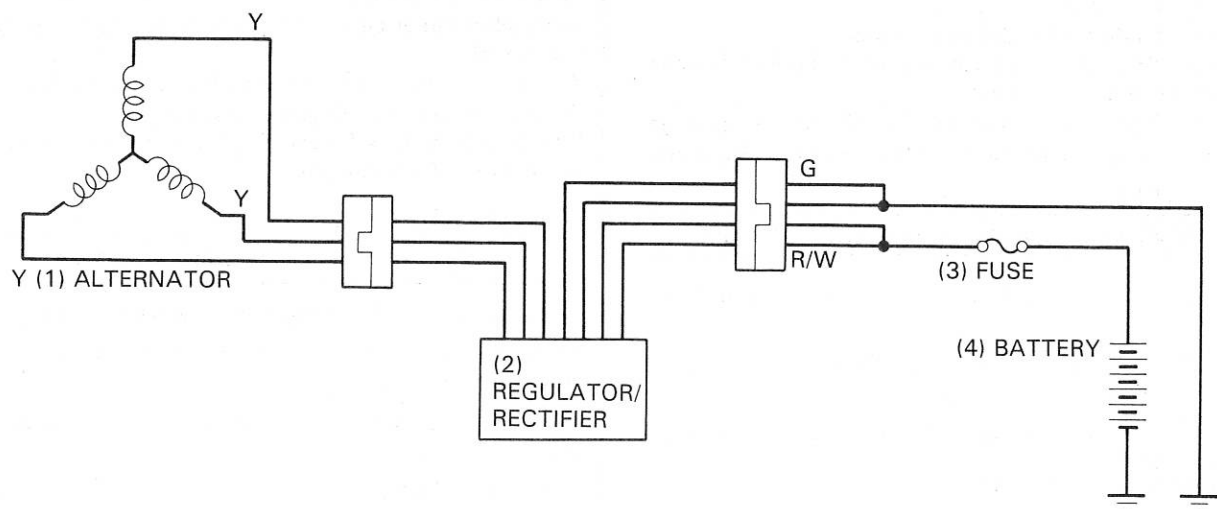 Y
Y
Y (1) ALTERNATOR
G
R/W
(3) FUSE
(4) BATTERY
(2)
REGULATOR/
RECTIFIER